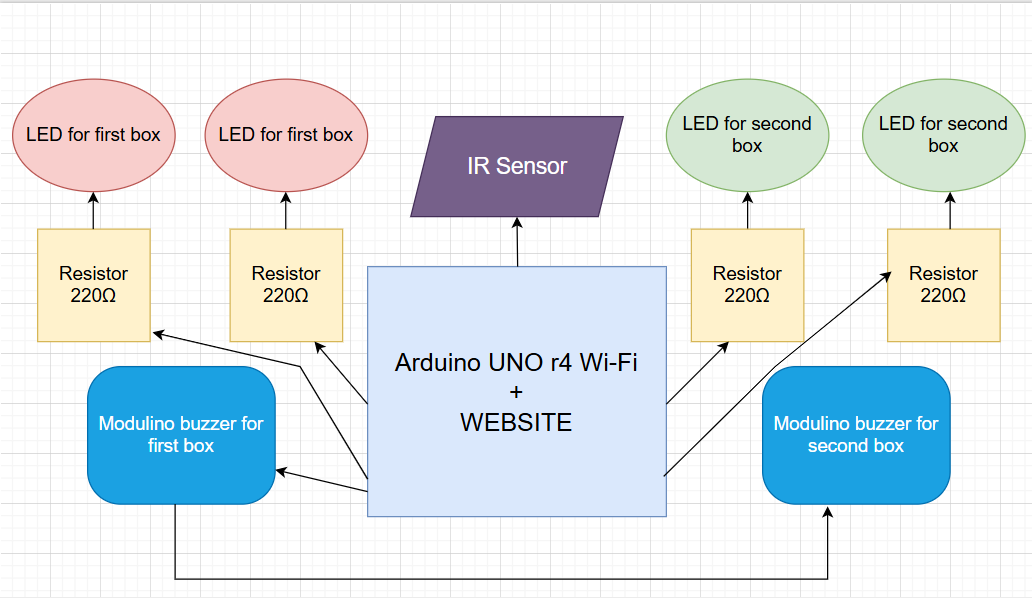 LED for first box
LED for first box
IR Sensor
LED for second
box
LED for second
box
Resistor
220Ω
Resistor
220Ω
Resistor
220Ω
Resistor
220Ω
Arduino UNO r4 Wi-Fi
+
WEBSITE
Modulino buzzer for
first box
Modulino buzzer for
second box